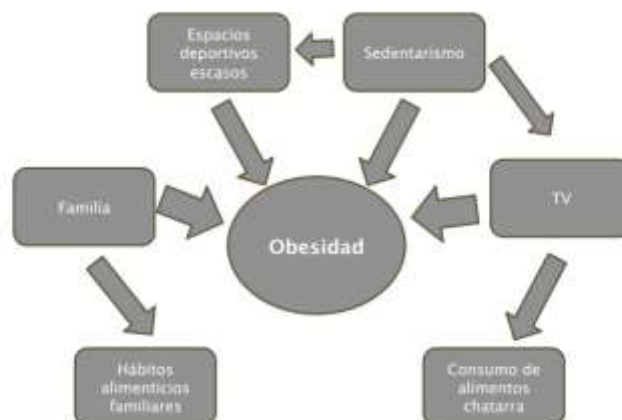 Espacios
deportivos
escasos
Sedentarismo
Familia
TV
Obesidad
Hábitos
alimenticios
familiares
Consumo de
alimentos
chatarra